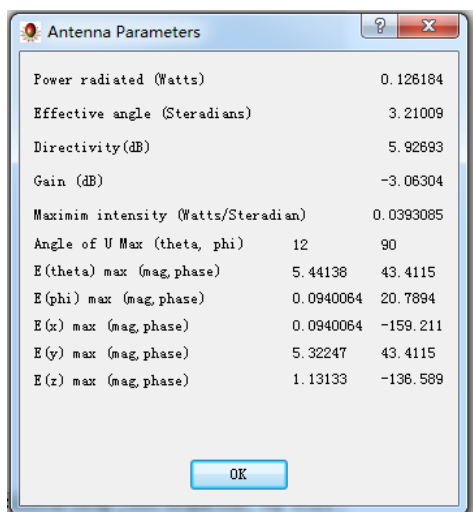 Antenna Parameters
Power radiated (Watts) 0.126184
Effective angle (Steradians) 3.21009
Directivity(dB) 5.92693
Gain (dB) -3.06304
Maximim intensity (Watts/Steradian) 0.0393085
Angle of U Max (theta, phi) 12 90
E(theta) max (mag,phase) 5.44138 43.4115
E(phi) max (mag,phase) 0.0940064 20.7894
E(x) max (mag,phase) 0.0940064 -159.211
E(y) max (mag,phase) 5.32247 43.4115
E(z) max (mag,phase) 1.13133 -136.589
OK